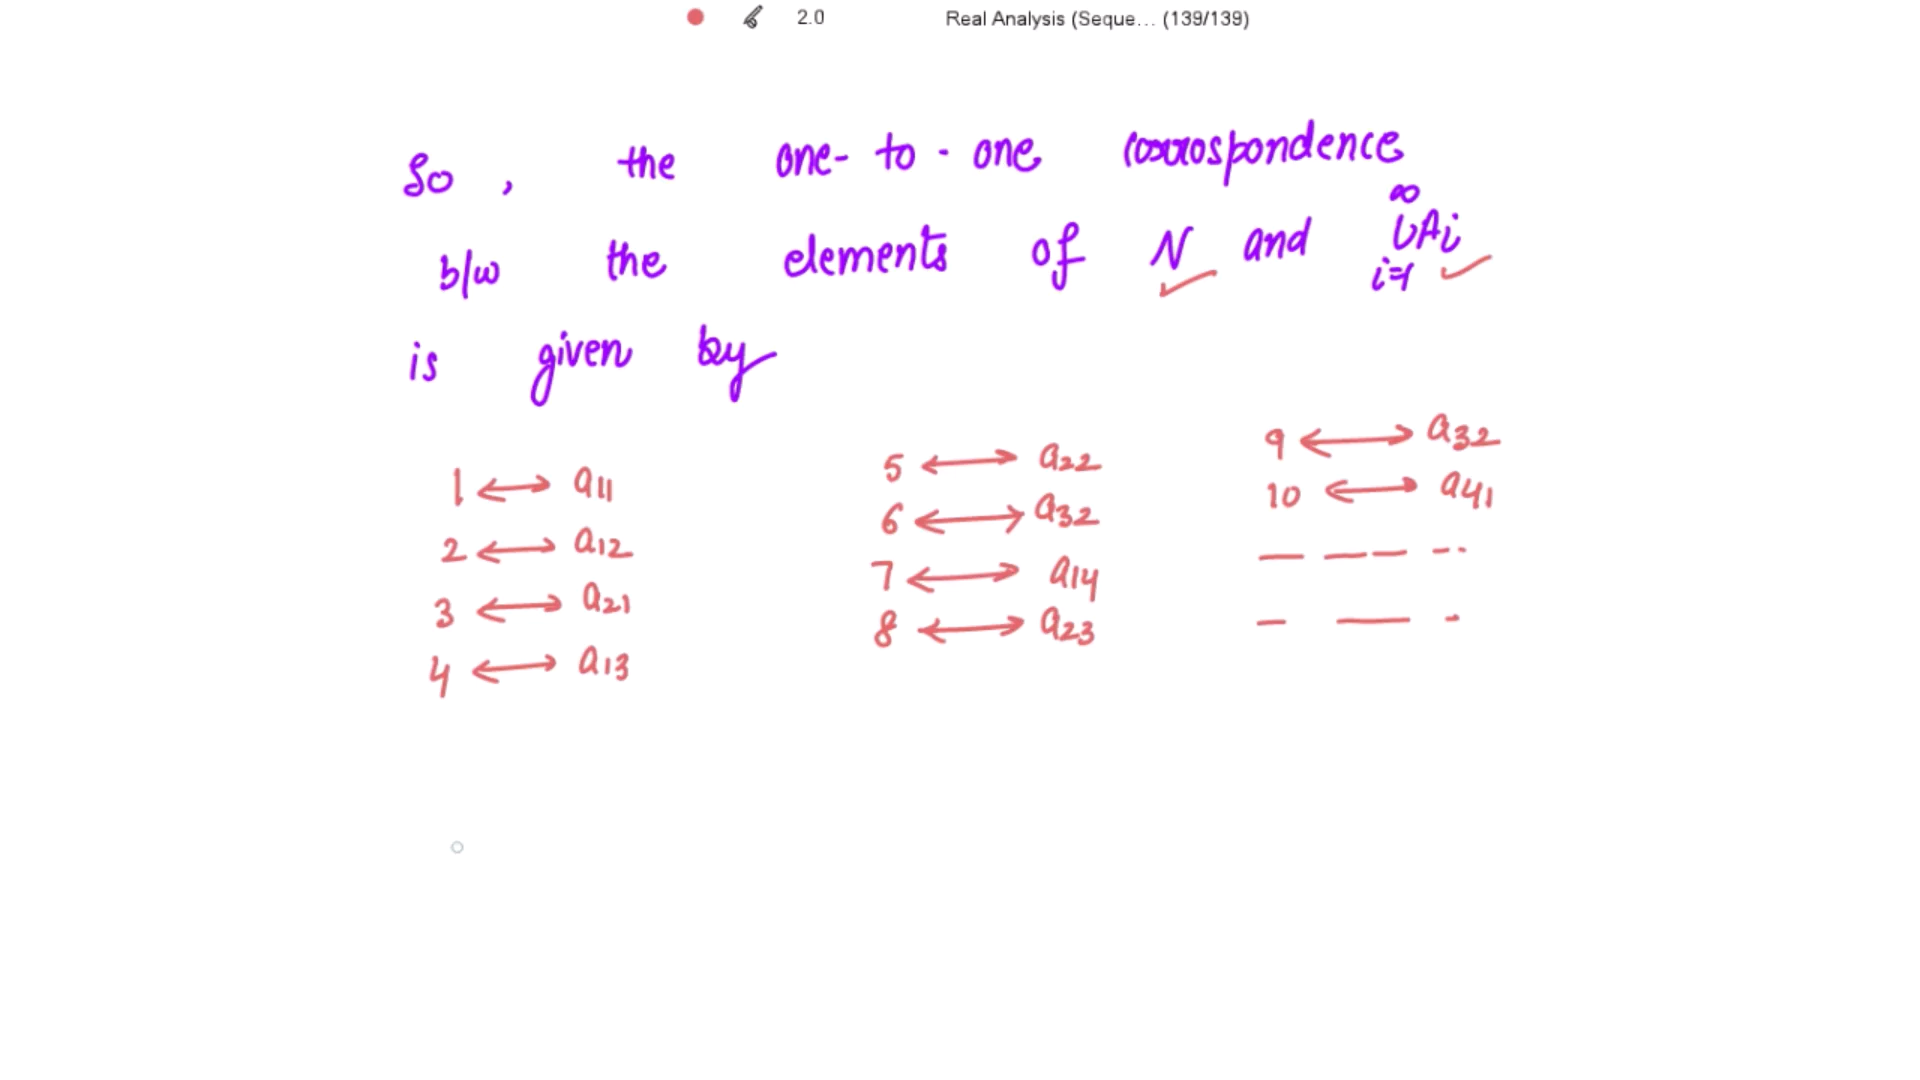 2.0 Real Analysis (Seque... (139/139)
So, the one-to-one corrospondence
b/w the elements of N and ∞∪i=1 Ai
is given by
1 ↔ a11
2 ↔ a12
3 ↔ a21
4 ↔ a13
5 ↔ a22
6 ↔ a32
7 ↔ a14
8 ↔ a23
9 ↔ a32
10 ↔ a41